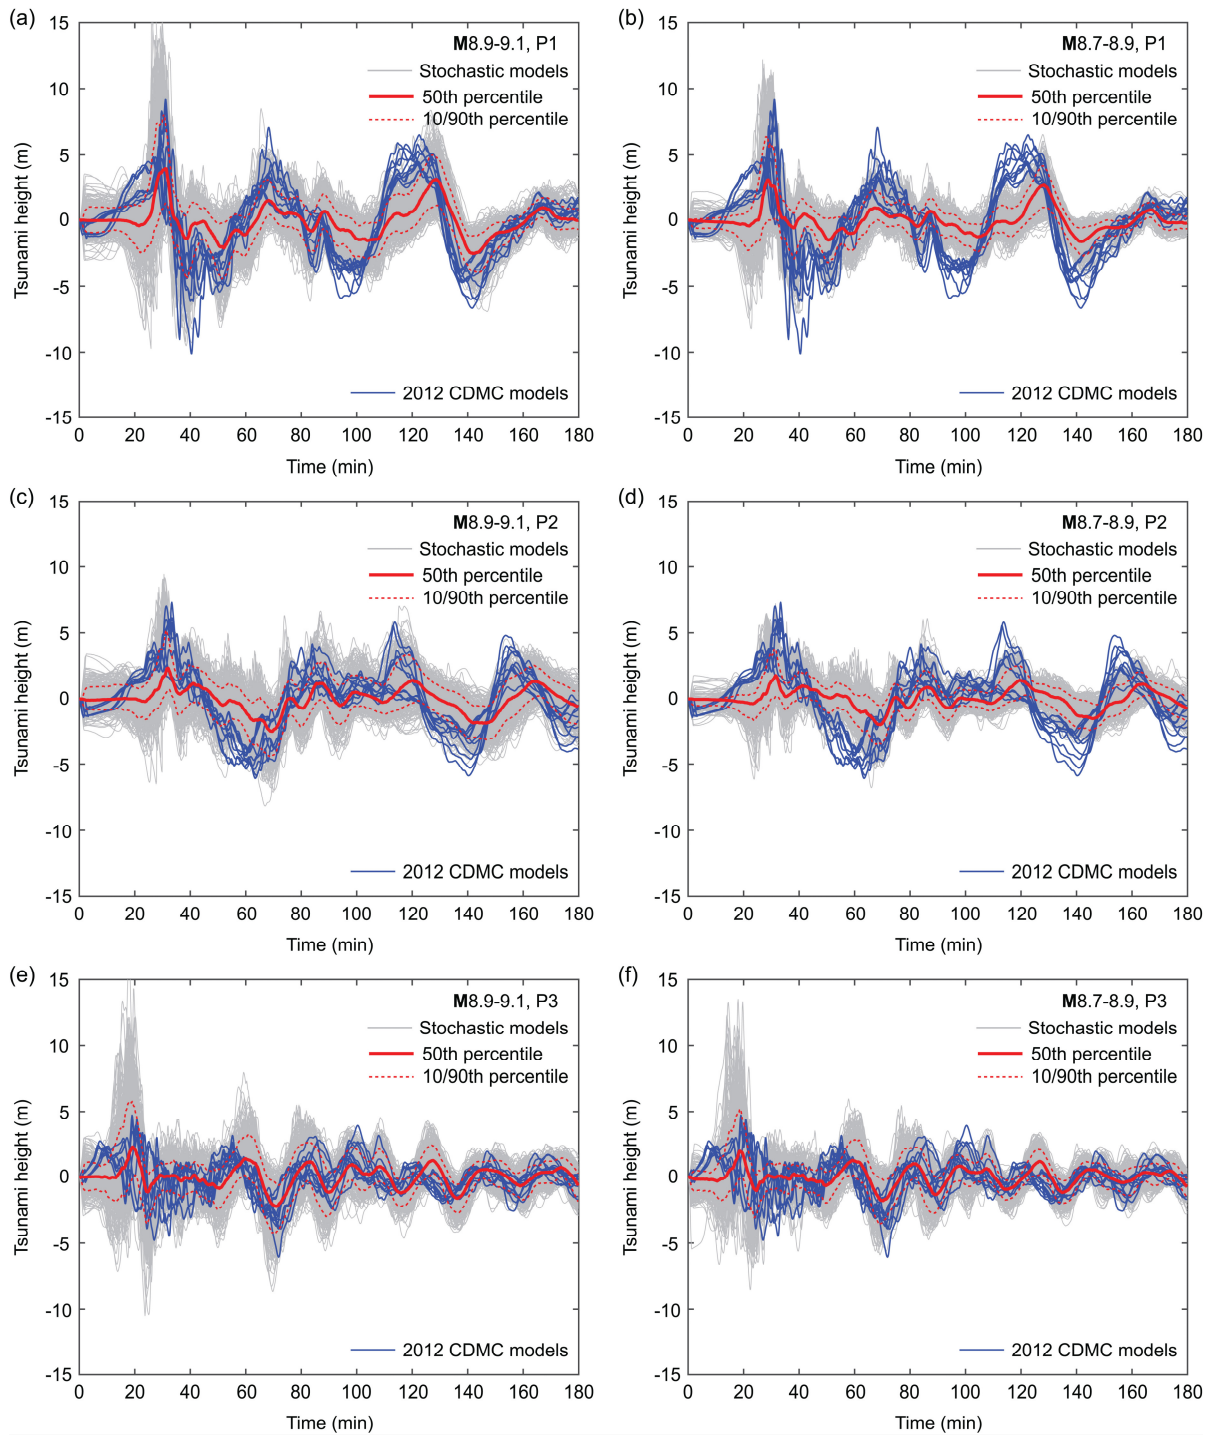 (a)
15
10
5
0
-5
-10
-15
Tsunami height (m)
M8.9-9.1, P1
Stochastic models
50th percentile
10/90th percentile
2012 CDMC models
0 20 40 60 80 100 120 140 160 180
Time (min)
(b)
15
10
5
0
-5
-10
-15
Tsunami height (m)
M8.7-8.9, P1
Stochastic models
50th percentile
10/90th percentile
2012 CDMC models
0 20 40 60 80 100 120 140 160 180
Time (min)
(c)
15
10
5
0
-5
-10
-15
Tsunami height (m)
M8.9-9.1, P2
Stochastic models
50th percentile
10/90th percentile
2012 CDMC models
0 20 40 60 80 100 120 140 160 180
Time (min)
(d)
15
10
5
0
-5
-10
-15
Tsunami height (m)
M8.7-8.9, P2
Stochastic models
50th percentile
10/90th percentile
2012 CDMC models
0 20 40 60 80 100 120 140 160 180
Time (min)
(e)
15
10
5
0
-5
-10
-15
Tsunami height (m)
M8.9-9.1, P3
Stochastic models
50th percentile
10/90th percentile
2012 CDMC models
0 20 40 60 80 100 120 140 160 180
Time (min)
(f)
15
10
5
0
-5
-10
-15
Tsunami height (m)
M8.7-8.9, P3
Stochastic models
50th percentile
10/90th percentile
2012 CDMC models
0 20 40 60 80 100 120 140 160 180
Time (min)